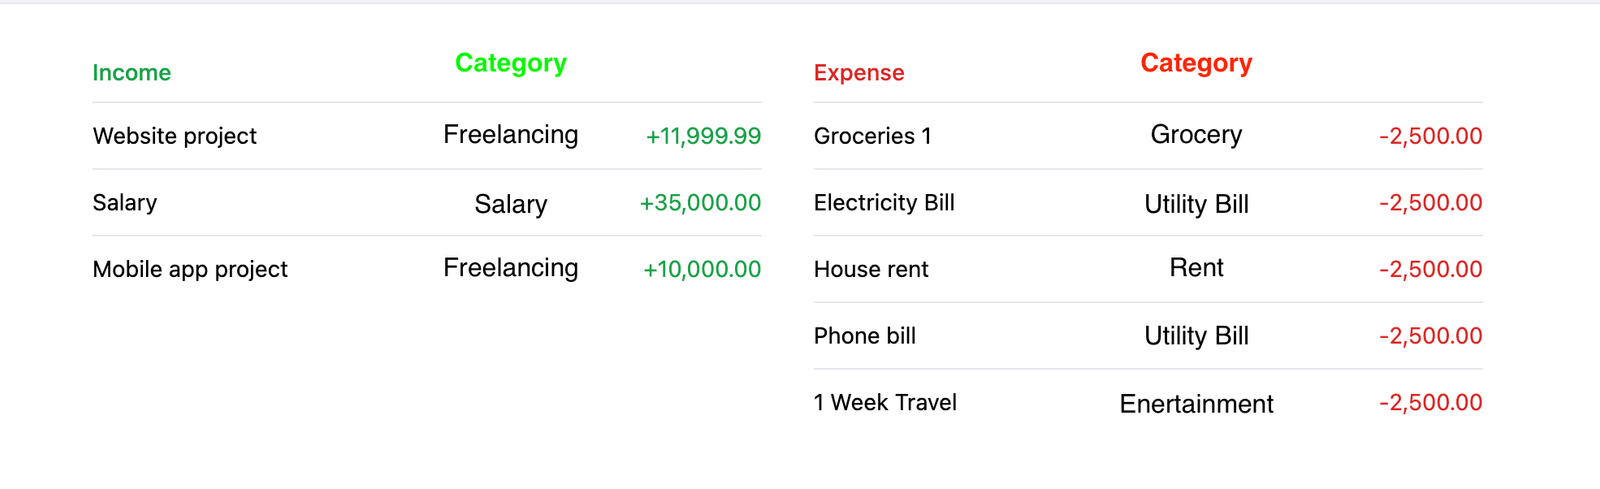 Income Category
Website project Freelancing +11,999.99
Salary Salary +35,000.00
Mobile app project Freelancing +10,000.00
Expense Category
Groceries 1 Grocery -2,500.00
Electricity Bill Utility Bill -2,500.00
House rent Rent -2,500.00
Phone bill Utility Bill -2,500.00
1 Week Travel Enertainment -2,500.00